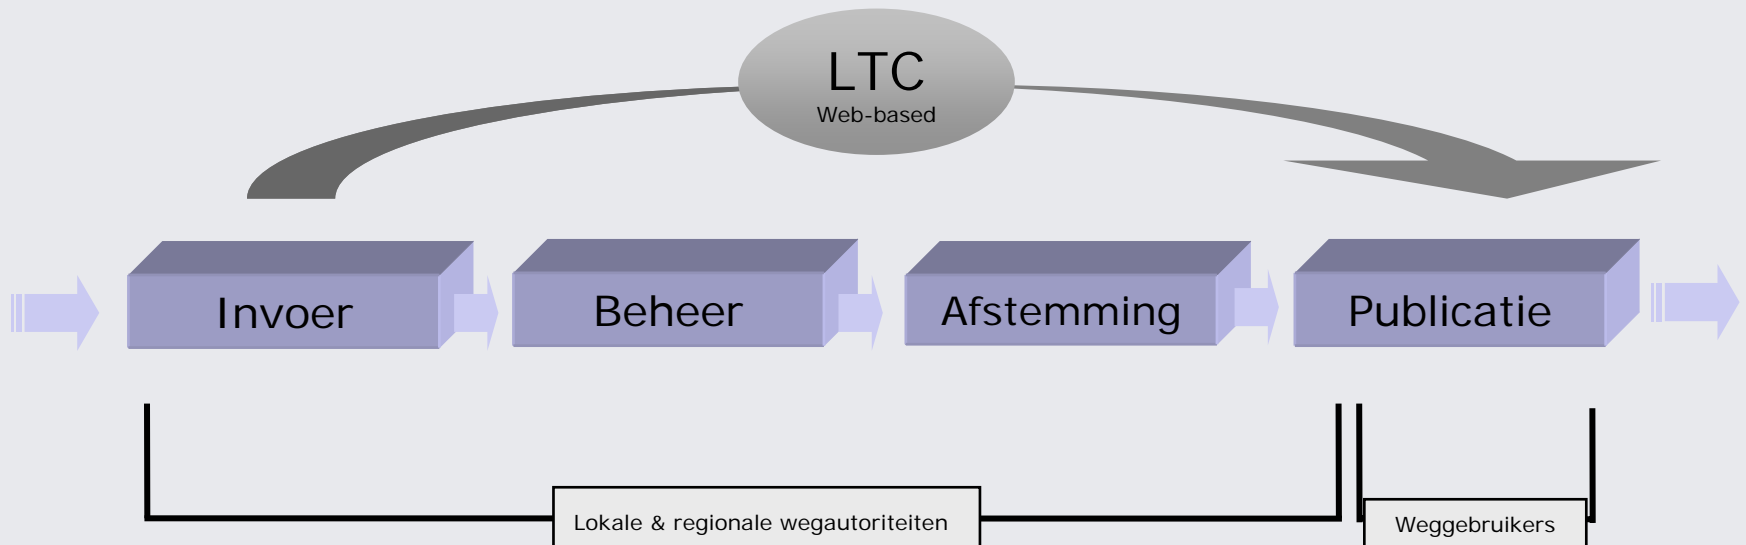 LTC
Web-based
Invoer
Beheer
Afstemming
Publicatie
Lokale & regionale wegautoriteiten
Weggebruikers